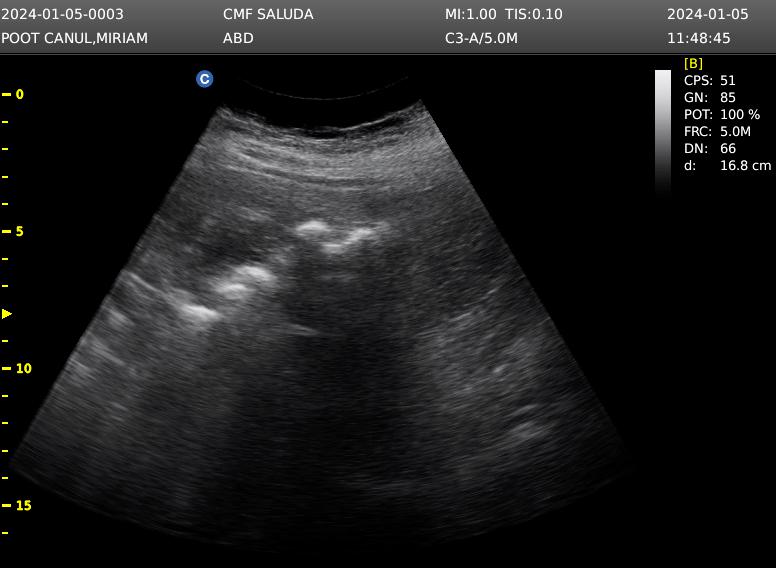 2024-01-05-0003 CMF SALUDA MI:1.00 TIS:0.10 2024-01-05
POOT CANUL,MIRIAM ABD C3-A/5.0M 11:48:45
C
[B]
CPS: 51
GN: 85
POT: 100 %
FRC: 5.0M
DN: 66
d: 16.8 cm
0
5
10
15